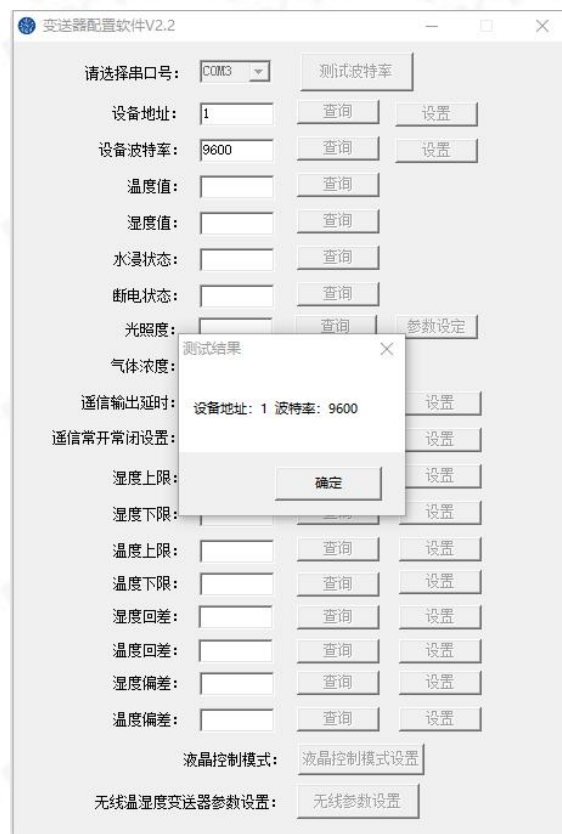 变送器配置软件V2.2
请选择串口号: COM3 测试波特率
设备地址: 1 查询 设置
设备波特率: 9600 查询 设置
温度值: 查询
湿度值: 查询
水浸状态: 查询
断电状态: 查询
光照度: 查询 参数设定
测试结果
气体浓度:
设备地址: 1 波特率: 9600
遥信输出延时: 设置
遥信常开常闭设置: 设置
湿度上限: 确定 设置
湿度下限: 查询 设置
温度上限: 查询 设置
温度下限: 查询 设置
湿度回差: 查询 设置
温度回差: 查询 设置
湿度偏差: 查询 设置
温度偏差: 查询 设置
液晶控制模式: 液晶控制模式设置
无线温湿度变送器参数设置: 无线参数设置